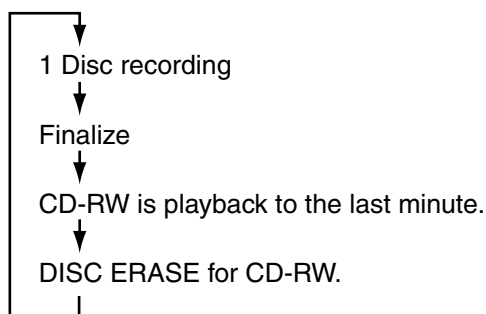 1 Disc recording
Finalize
CD-RW is playback to the last minute.
DISC ERASE for CD-RW.